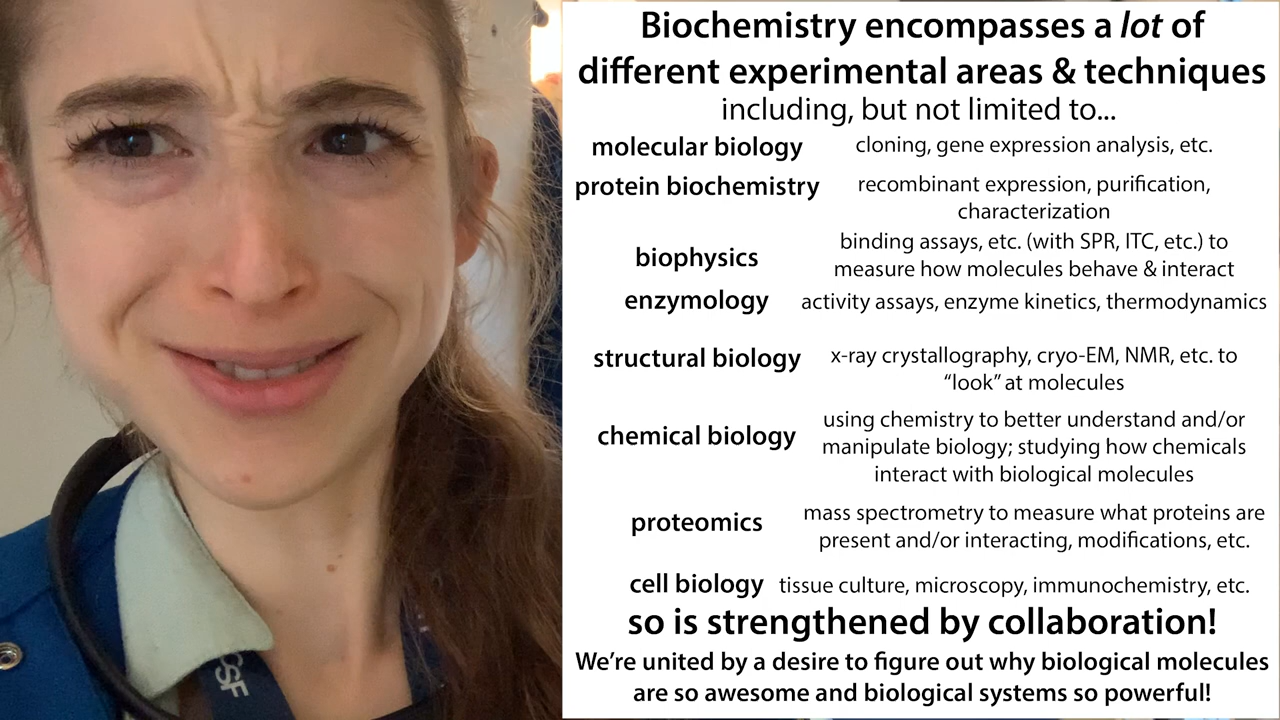 Biochemistry encompasses a lot of
different experimental areas & techniques
including, but not limited to...
molecular biology cloning, gene expression analysis, etc.
protein biochemistry recombinant expression, purification,
characterization
biophysics binding assays, etc. (with SPR, ITC, etc.) to
measure how molecules behave & interact
enzymology activity assays, enzyme kinetics, thermodynamics
structural biology x-ray crystallography, cryo-EM, NMR, etc. to
“look” at molecules
chemical biology using chemistry to better understand and/or
manipulate biology; studying how chemicals
interact with biological molecules
proteomics mass spectrometry to measure what proteins are
present and/or interacting, modifications, etc.
cell biology tissue culture, microscopy, immunochemistry, etc.
so is strengthened by collaboration!
We’re united by a desire to figure out why biological molecules
are so awesome and biological systems so powerful!
SF